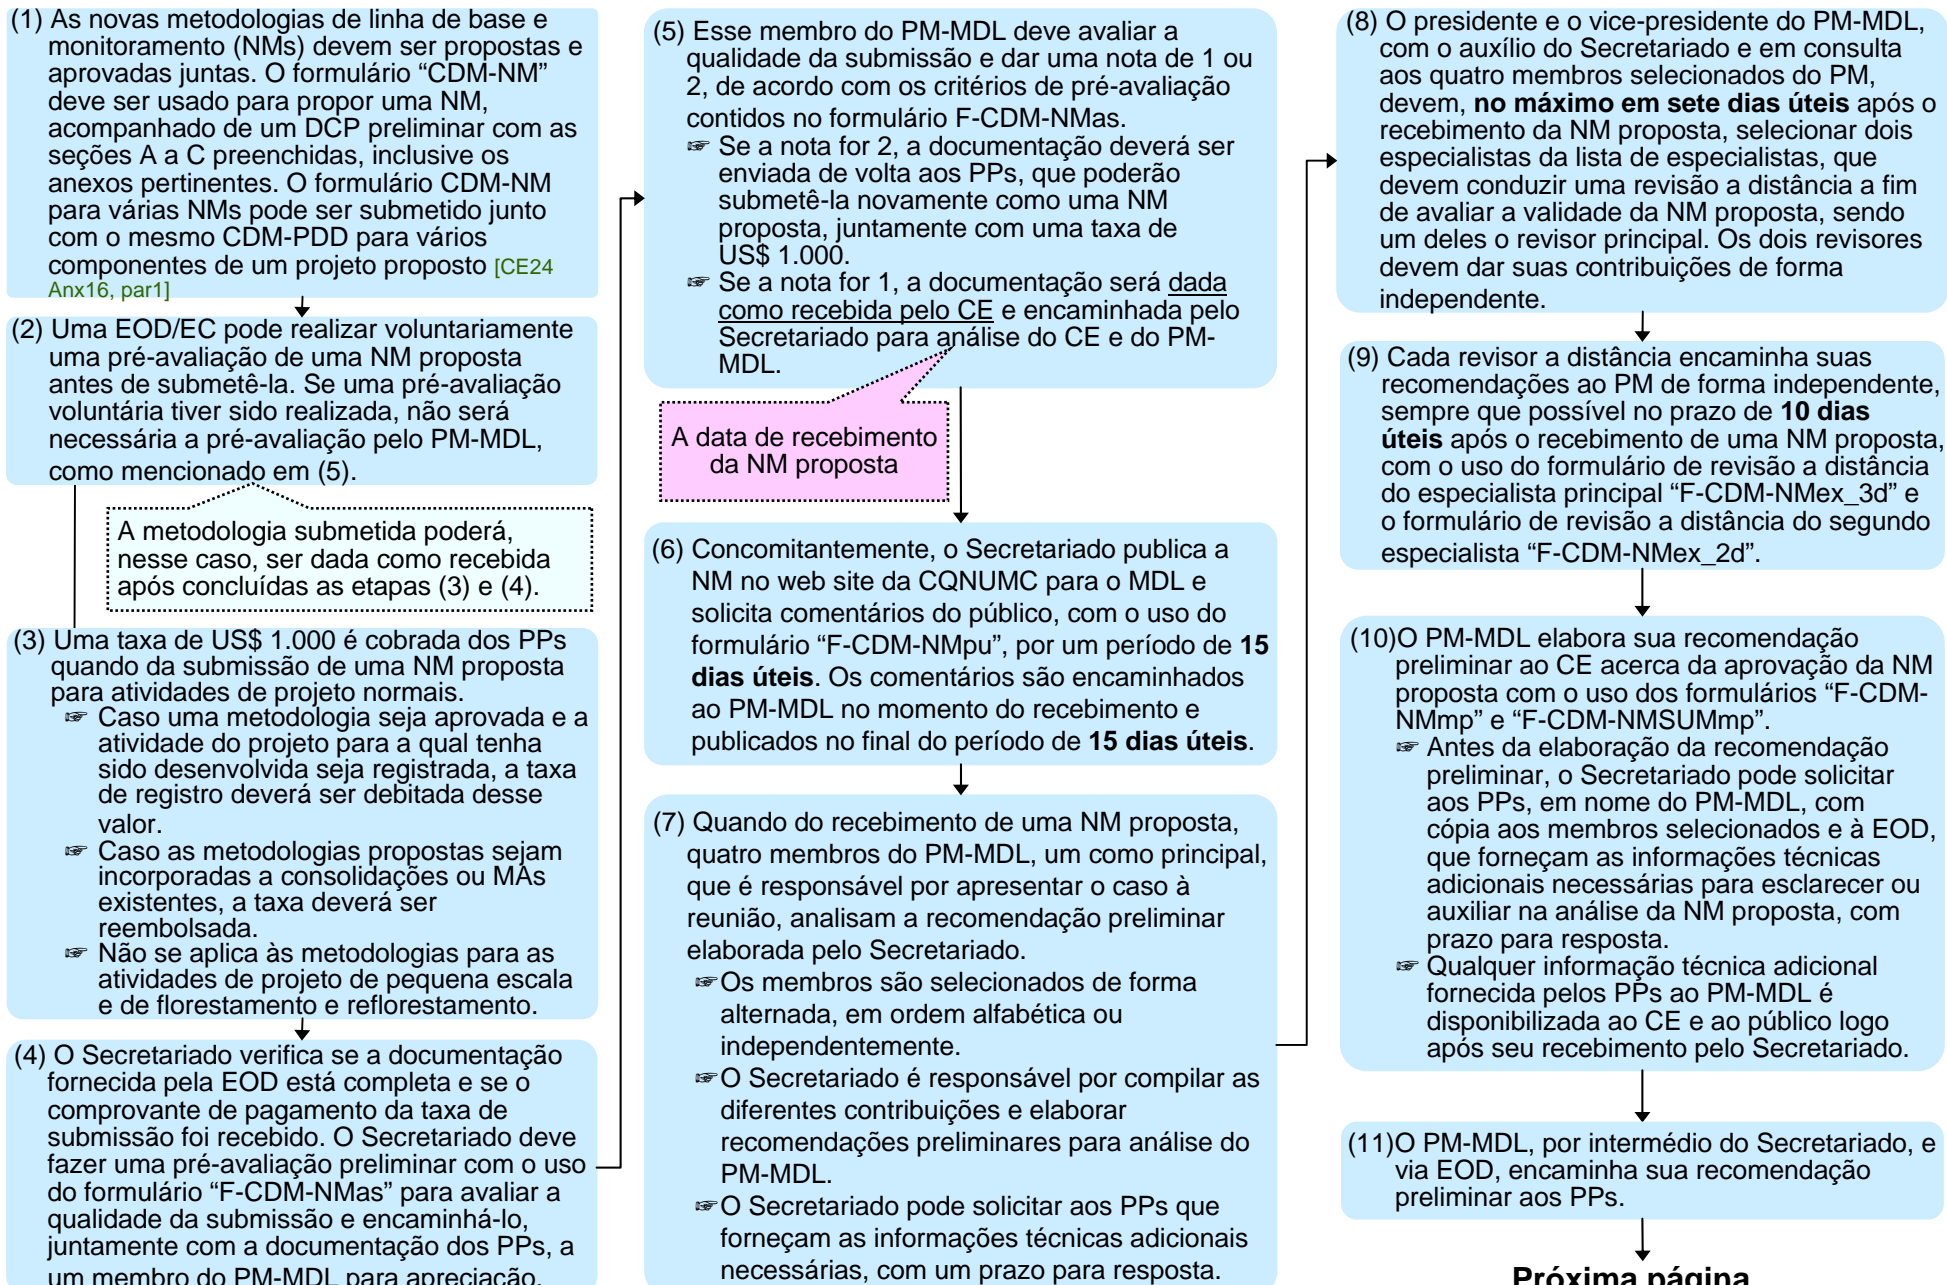 (1) As novas metodologias de linha de base e
monitoramento (NMs) devem ser propostas e
aprovadas juntas. O formulário “CDM-NM”
deve ser usado para propor uma NM,
acompanhado de um DCP preliminar com as
seções A a C preenchidas, inclusive os
anexos pertinentes. O formulário CDM-NM
para várias NMs pode ser submetido junto
com o mesmo CDM-PDD para vários
componentes de um projeto proposto [CE24
Anx16, par1]
(2) Uma EOD/EC pode realizar voluntariamente
uma pré-avaliação de uma NM proposta
antes de submetê-la. Se uma pré-avaliação
voluntária tiver sido realizada, não será
necessária a pré-avaliação pelo PM-MDL,
como mencionado em (5).
A metodologia submetida poderá,
nesse caso, ser dada como recebida
após concluídas as etapas (3) e (4).
(3) Uma taxa de US$ 1.000 é cobrada dos PPs
quando da submissão de uma NM proposta
para atividades de projeto normais.
☞ Caso uma metodologia seja aprovada e a
atividade do projeto para a qual tenha
sido desenvolvida seja registrada, a taxa
de registro deverá ser debitada desse
valor.
☞ Caso as metodologias propostas sejam
incorporadas a consolidações ou MAs
existentes, a taxa deverá ser
reembolsada.
☞ Não se aplica às metodologias para as
atividades de projeto de pequena escala
e de florestamento e reflorestamento.
(4) O Secretariado verifica se a documentação
fornecida pela EOD está completa e se o
comprovante de pagamento da taxa de
submissão foi recebido. O Secretariado deve
fazer uma pré-avaliação preliminar com o uso
do formulário “F-CDM-NMas” para avaliar a
qualidade da submissão e encaminhá-lo,
juntamente com a documentação dos PPs, a
um membro do PM-MDL para apreciação.
(5) Esse membro do PM-MDL deve avaliar a
qualidade da submissão e dar uma nota de 1 ou
2, de acordo com os critérios de pré-avaliação
contidos no formulário F-CDM-NMas.
☞ Se a nota for 2, a documentação deverá ser
enviada de volta aos PPs, que poderão
submetê-la novamente como uma NM
proposta, juntamente com uma taxa de
US$ 1.000.
☞ Se a nota for 1, a documentação será dada
como recebida pelo CE e encaminhada pelo
Secretariado para análise do CE e do PM-
MDL.
A data de recebimento
da NM proposta
(6) Concomitantemente, o Secretariado publica a
NM no web site da CQNUMC para o MDL e
solicita comentários do público, com o uso do
formulário “F-CDM-NMpu”, por um período de 15
dias úteis. Os comentários são encaminhados
ao PM-MDL no momento do recebimento e
publicados no final do período de 15 dias úteis.
(7) Quando do recebimento de uma NM proposta,
quatro membros do PM-MDL, um como principal,
que é responsável por apresentar o caso à
reunião, analisam a recomendação preliminar
elaborada pelo Secretariado.
☞Os membros são selecionados de forma
alternada, em ordem alfabética ou
independentemente.
☞O Secretariado é responsável por compilar as
diferentes contribuições e elaborar
recomendações preliminares para análise do
PM-MDL.
☞O Secretariado pode solicitar aos PPs que
forneçam as informações técnicas adicionais
necessárias, com um prazo para resposta.
(8) O presidente e o vice-presidente do PM-MDL,
com o auxílio do Secretariado e em consulta
aos quatro membros selecionados do PM,
devem, no máximo em sete dias úteis após o
recebimento da NM proposta, selecionar dois
especialistas da lista de especialistas, que
devem conduzir uma revisão a distância a fim
de avaliar a validade da NM proposta, sendo
um deles o revisor principal. Os dois revisores
devem dar suas contribuições de forma
independente.
(9) Cada revisor a distância encaminha suas
recomendações ao PM de forma independente,
sempre que possível no prazo de 10 dias
úteis após o recebimento de uma NM proposta,
com o uso do formulário de revisão a distância
do especialista principal “F-CDM-NMex_3d” e
o formulário de revisão a distância do segundo
especialista “F-CDM-NMex_2d”.
(10)O PM-MDL elabora sua recomendação
preliminar ao CE acerca da aprovação da NM
proposta com o uso dos formulários “F-CDM-
NMmp” e “F-CDM-NMSUMmp”.
☞ Antes da elaboração da recomendação
preliminar, o Secretariado pode solicitar
aos PPs, em nome do PM-MDL, com
cópia aos membros selecionados e à EOD,
que forneçam as informações técnicas
adicionais necessárias para esclarecer ou
auxiliar na análise da NM proposta, com
prazo para resposta.
☞ Qualquer informação técnica adicional
fornecida pelos PPs ao PM-MDL é
disponibilizada ao CE e ao público logo
após seu recebimento pelo Secretariado.
(11)O PM-MDL, por intermédio do Secretariado, e
via EOD, encaminha sua recomendação
preliminar aos PPs.
Próxima página